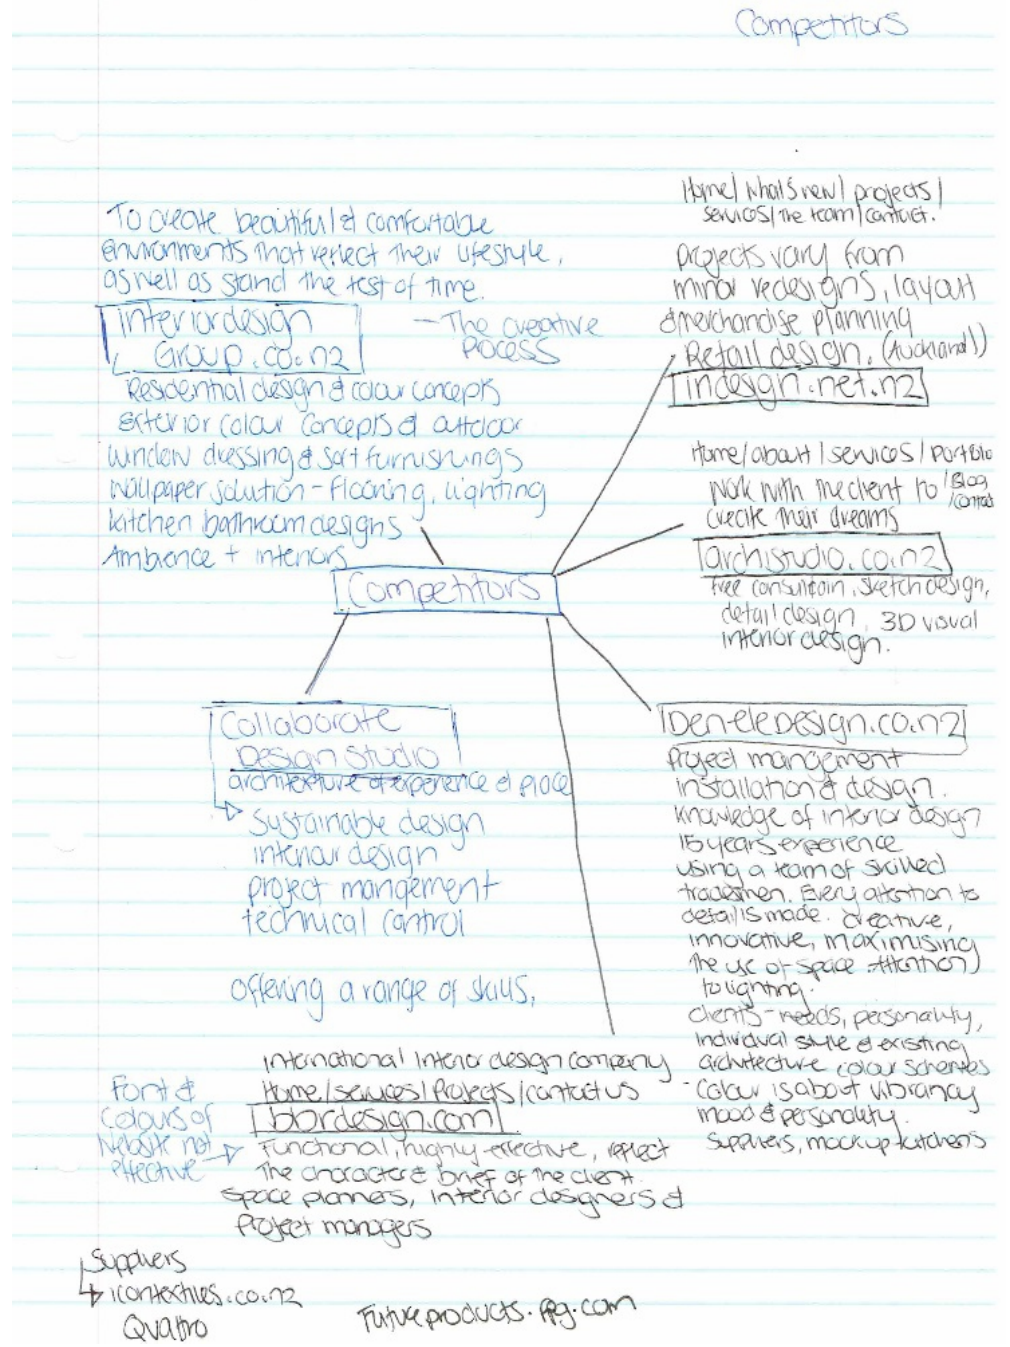 Competitors
To create beautiful & comfortable
environments that reflect their lifestyle,
as well as stand the test of time.
interiordesign
Group.co.nz
- The creative
process
Residential design & colour concepts
exterior colour concepts & outdoor
window dressing & soft furnishings
wallpaper solution - flooring, lighting
kitchen bathroom designs
Ambience + interiors
Home/what's new/projects/
services/the team/contact.
projects vary from
minor redesigns, layout
& merchandise planning
Retail design. (Auckland)
indesign.net.nz
Home/about/services/portfolio
/Blog
/contact
work with the client to
create their dreams
archistudio.co.nz
free consultain, sketch design,
detail design, 3D visual
interior design.
Competitors
Collaborate
Design Studio
architexture of experience & place
Sustainable design
interiour design
project mangement
technical control
offering a range of skills,
Den-eleDesign.co.nz
project management
installation & design.
knowledge of interior design
15 years experience
using a team of skilled
tradesmen. Every attention to
detail is made. creative,
innovative, maximising
the use of space attention
to lighting.
clients - needs, personality,
individual style & existing
architecture colour schemes
- colour is about vibrancy
mood & personality.
suppliers, mockup kitchens
international interior design company
Home/services/Projects/contact us
bbrdesign.com
Functional, highly effective, reflect
the character & brief of the client.
space planners, interior designers &
project managers
Font &
Colours of
Website not
effective
Suppliers
icontextiles.co.nz
Quattro
Futureproducts.ppg.com